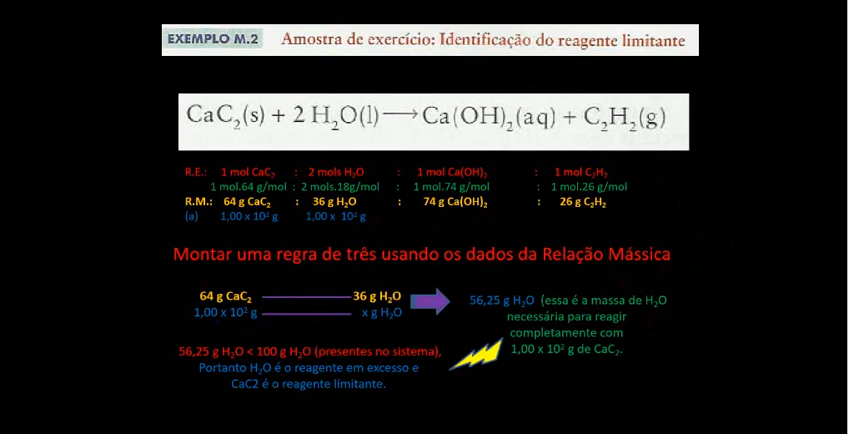 EXEMPLO M.2 Amostra de exercício: Identificação do reagente limitante
CaC₂(s) + 2 H₂O(l) ⟶ Ca(OH)₂(aq) + C₂H₂(g)
R.E.: 1 mol CaC₂ : 2 mols H₂O : 1 mol Ca(OH)₂ : 1 mol C₂H₂
1 mol.64 g/mol : 2 mols.18g/mol : 1 mol.74 g/mol : 1 mol.26 g/mol
R.M.: 64 g CaC₂ : 36 g H₂O : 74 g Ca(OH)₂ : 26 g C₂H₂
(a) 1,00 x 10² g 1,00 x 10² g
Montar uma regra de três usando os dados da Relação Mássica
64 g CaC₂ 36 g H₂O
1,00 x 10² g x g H₂O
56,25 g H₂O (essa é a massa de H₂O
necessária para reagir
completamente com
1,00 x 10² g de CaC₂.
56,25 g H₂O < 100 g H₂O (presentes no sistema),
Portanto H₂O é o reagente em excesso e
CaC2 é o reagente limitante.